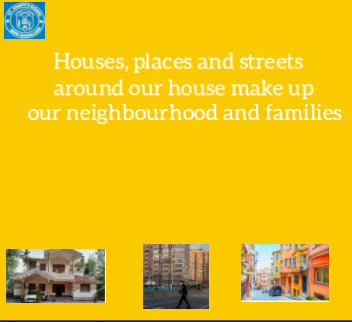 Houses, places and streets
around our house make up
our neighbourhood and families